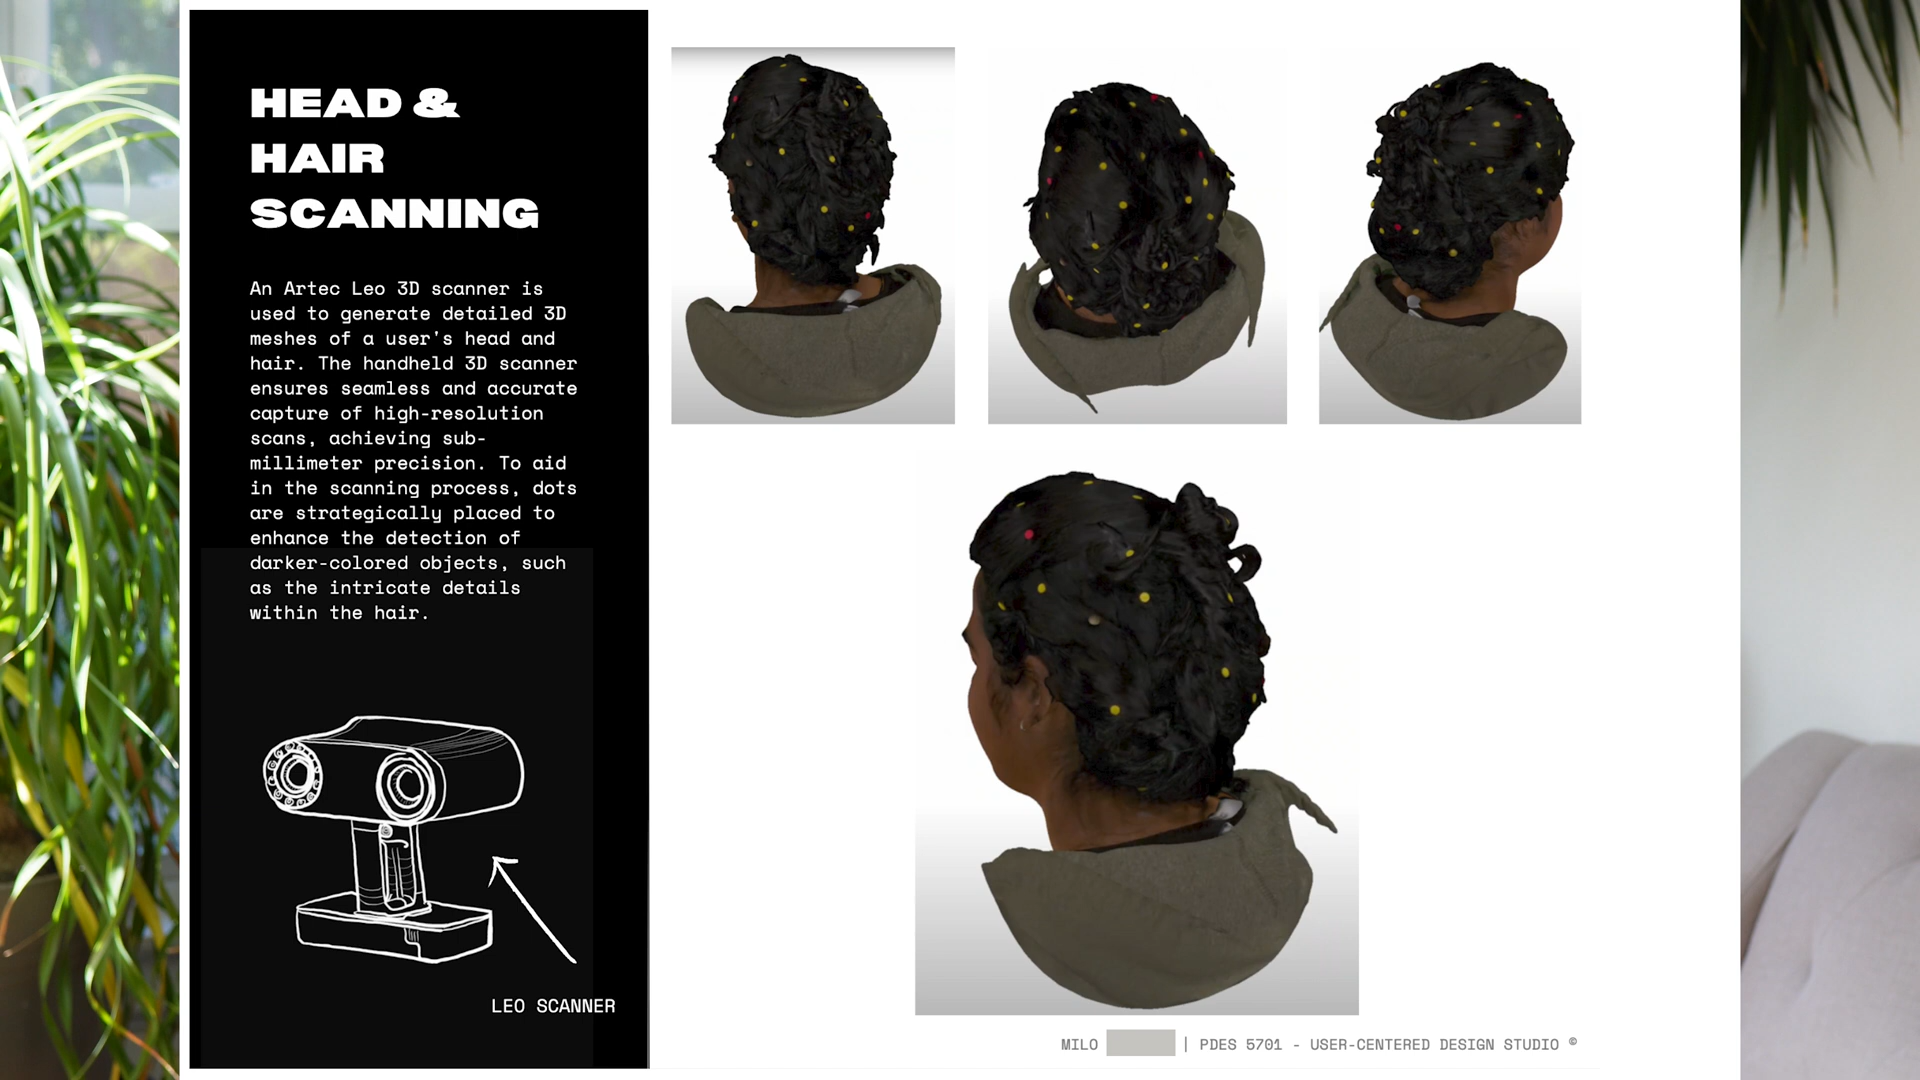 HEAD &
HAIR
SCANNING
An Artec Leo 3D scanner is
used to generate detailed 3D
meshes of a user's head and
hair. The handheld 3D scanner
ensures seamless and accurate
capture of high-resolution
scans, achieving sub-
millimeter precision. To aid
in the scanning process, dots
are strategically placed to
enhance the detection of
darker-colored objects, such
as the intricate details
within the hair.
LEO SCANNER
MILO | PDES 5701 - USER-CENTERED DESIGN STUDIO ©